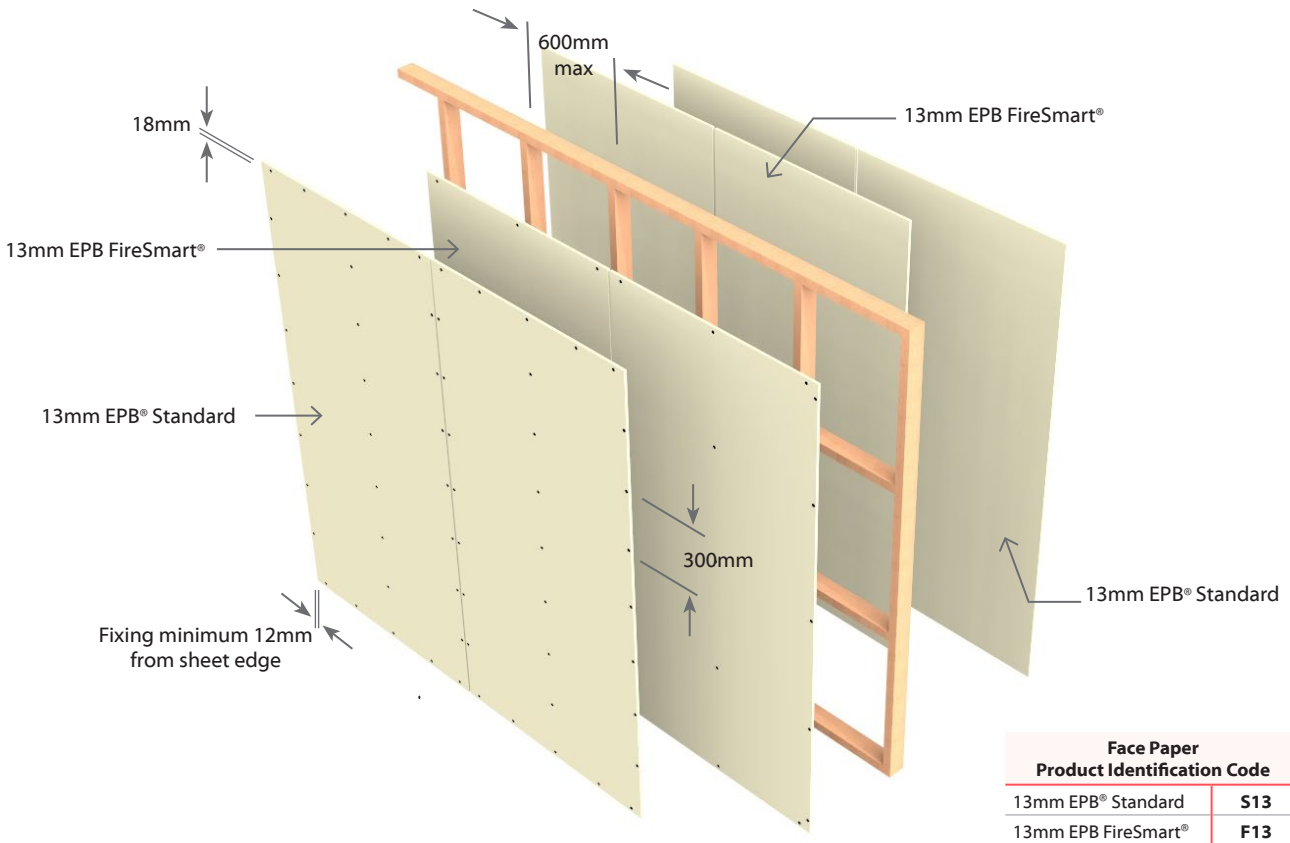 600mm
max
13mm EPB FireSmart®
18mm
13mm EPB FireSmart®
13mm EPB® Standard
300mm
13mm EPB® Standard
Fixing minimum 12mm
from sheet edge
Face Paper
Product Identification Code
13mm EPB® Standard S13
13mm EPB FireSmart® F13